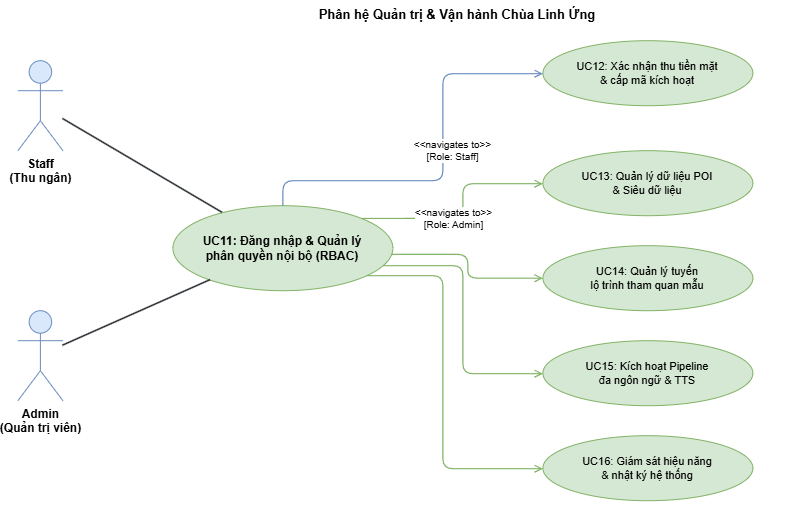 Phân hệ Quản trị & Vận hành Chùa Linh Ứng
UC12: Xác nhận thu tiền mặt
& cấp mã kích hoạt
<<navigates to>>
[Role: Staff]
Staff
(Thu ngân)
UC13: Quản lý dữ liệu POI
& Siêu dữ liệu
<<navigates to>>
[Role: Admin]
UC11: Đăng nhập & Quản lý
phân quyền nội bộ (RBAC)
UC14: Quản lý tuyến
lộ trình tham quan mẫu
UC15: Kích hoạt Pipeline
đa ngôn ngữ & TTS
Admin
(Quản trị viên)
UC16: Giám sát hiệu năng
& nhật ký hệ thống